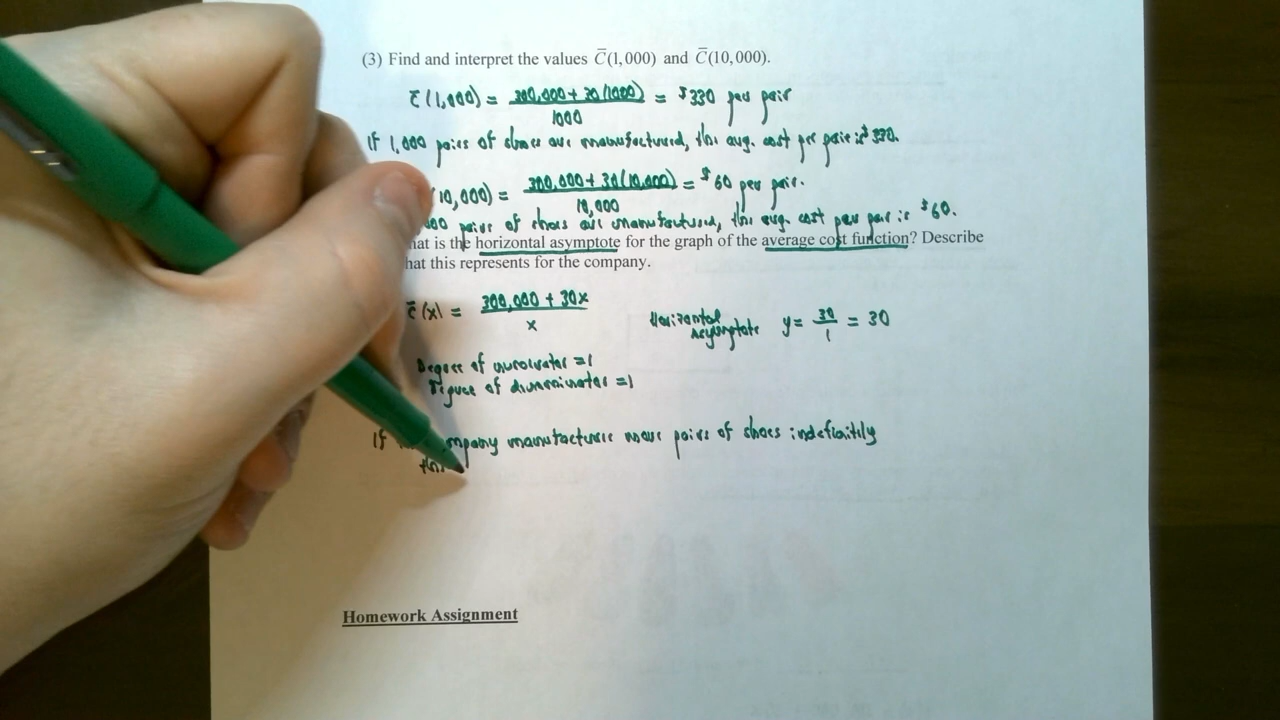 (3) Find and interpret the values C̅(1,000) and C̅(10,000).
C̅(1,000) = 300,000 + 30(1000) / 1000 = $330 per pair
If 1,000 pairs of shoes are manufactured, the avg. cost per pair is $330.
(10,000) = 300,000 + 30(10,000) / 10,000 = $60 per pair.
pairs of shoes are manufactured, the avg. cost per pair is $60.
hat is the horizontal asymptote for the graph of the average cost function? Describe
hat this represents for the company.
C̅(x) = 300,000 + 30x / x
Horizontal Asymptote y = 30/1 = 30
Degree of numerator = 1
Degree of denominator = 1
If mpany manufactures more pairs of shoes indefinitely
Homework Assignment